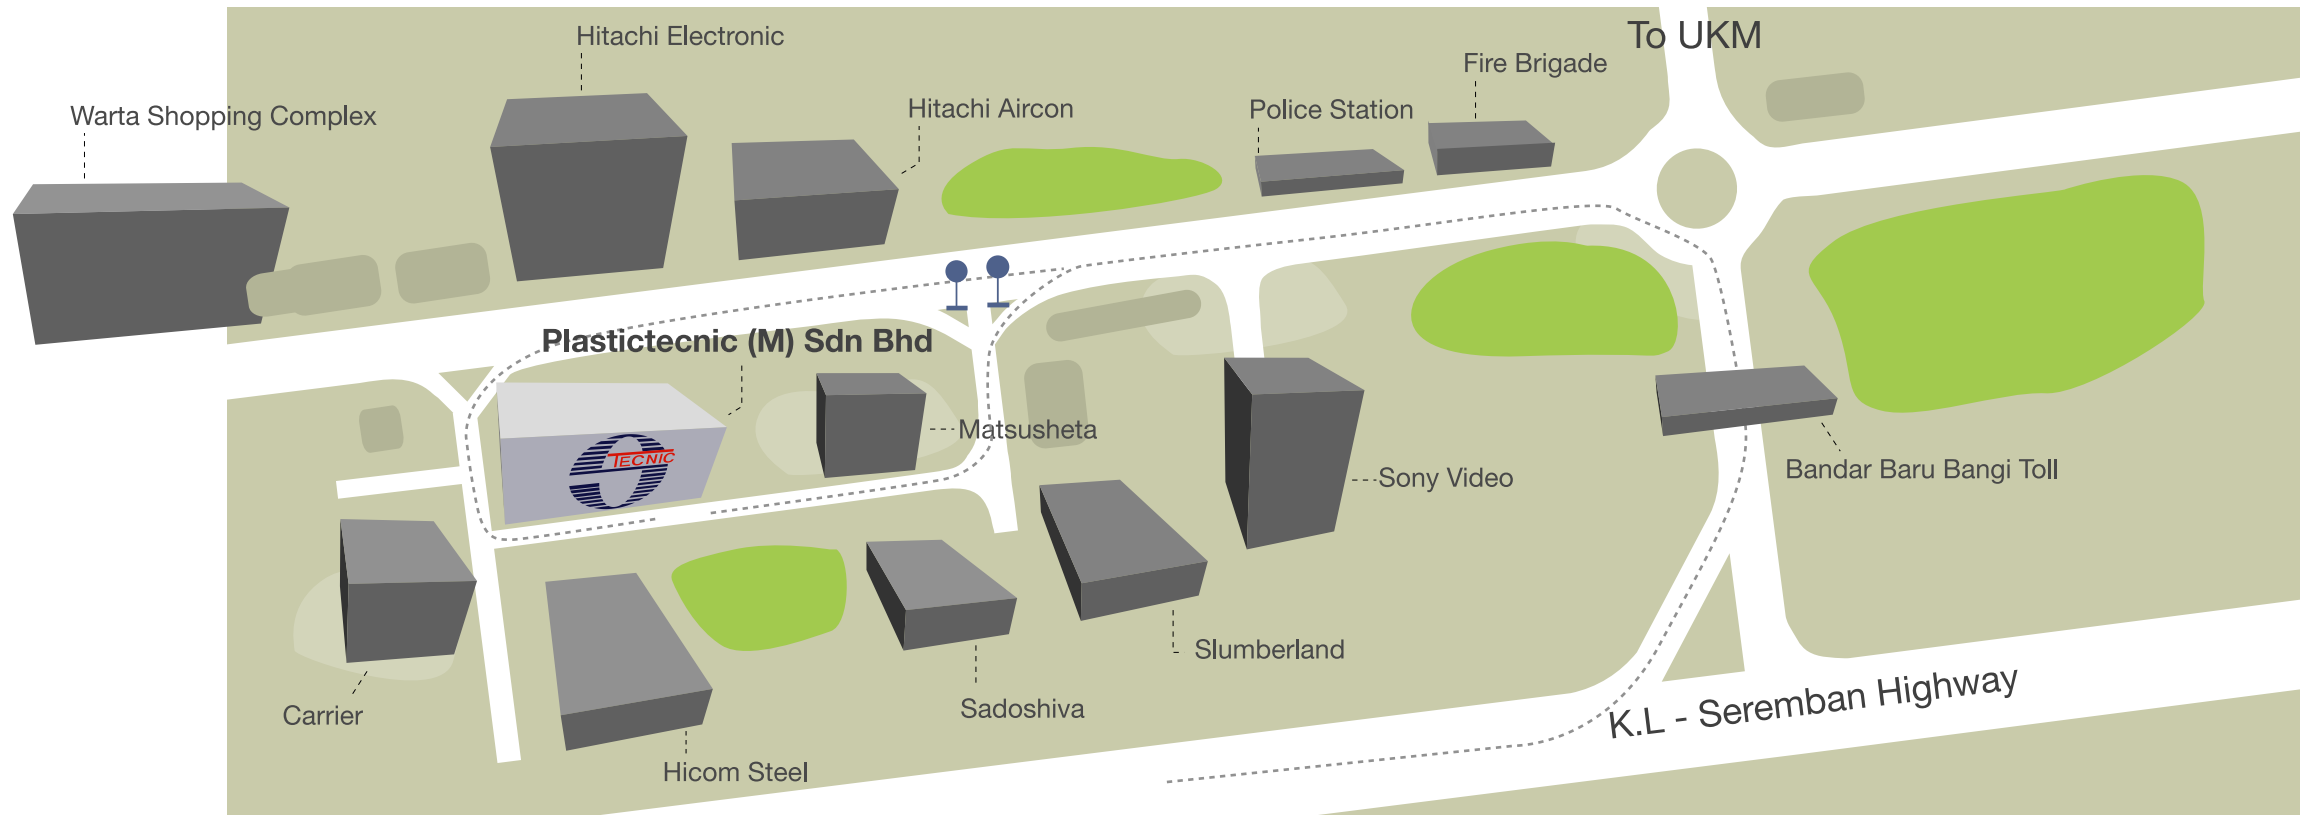 To UKM
Hitachi Electronic
Fire Brigade
Warta Shopping Complex
Hitachi Aircon
Police Station
Plastictecnic (M) Sdn Bhd
TECNIC
Matsusheta
Sony Video
Bandar Baru Bangi Toll
Slumberland
Carrier
Sadoshiva
K.L - Seremban Highway
Hicom Steel